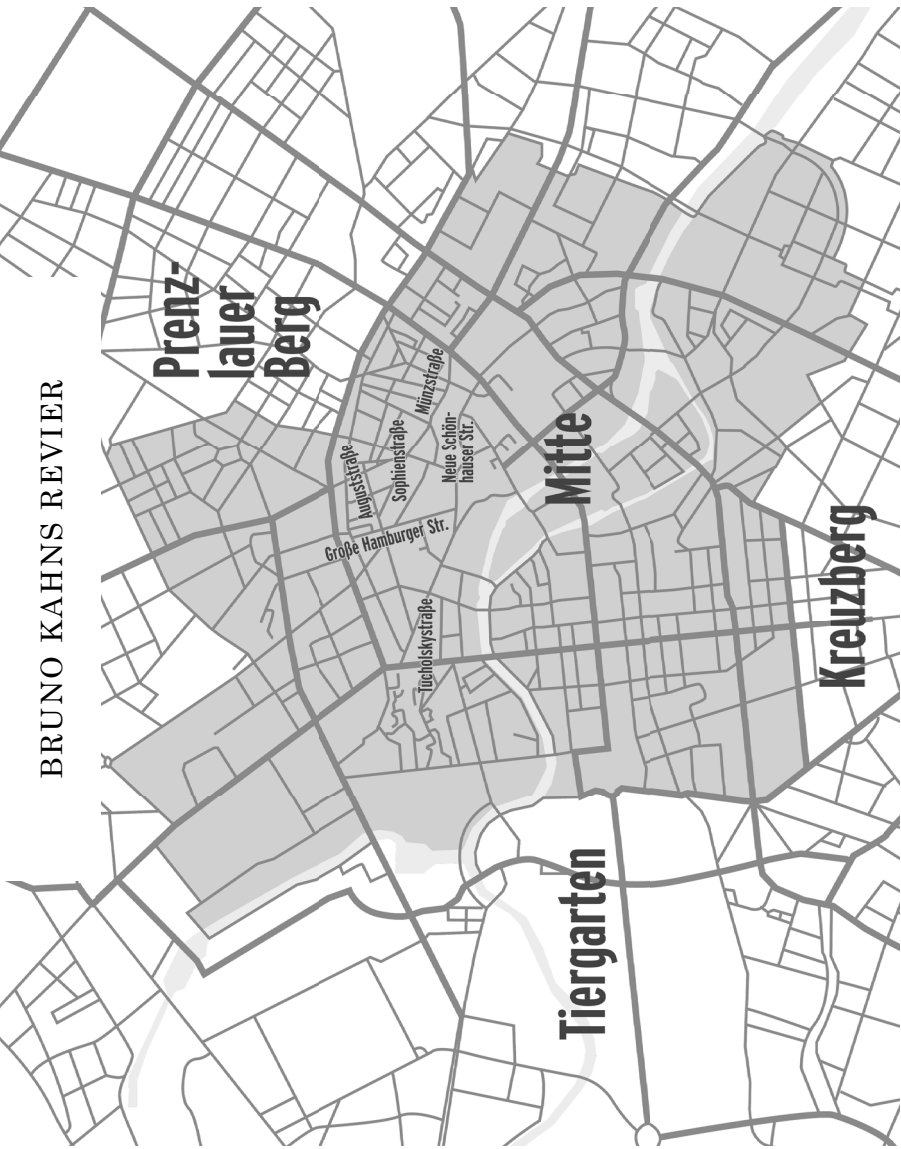 BRUNO KAHNS REVIER
Prenz-
lauer
Berg
Auguststraße
Sophienstraße
Münzstraße
Neue Schön-
hauser Str.
Große Hamburger Str.
Tucholskystraße
Mitte
Tiergarten
Kreuzberg